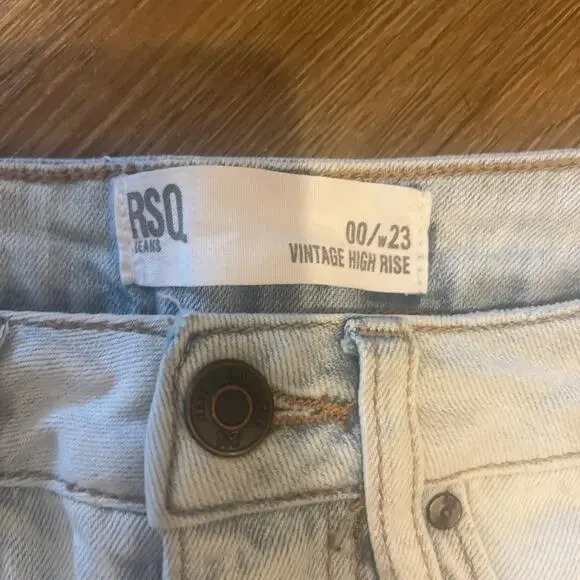 RSQ
JEANS
00/W23
VINTAGE HIGH RISE